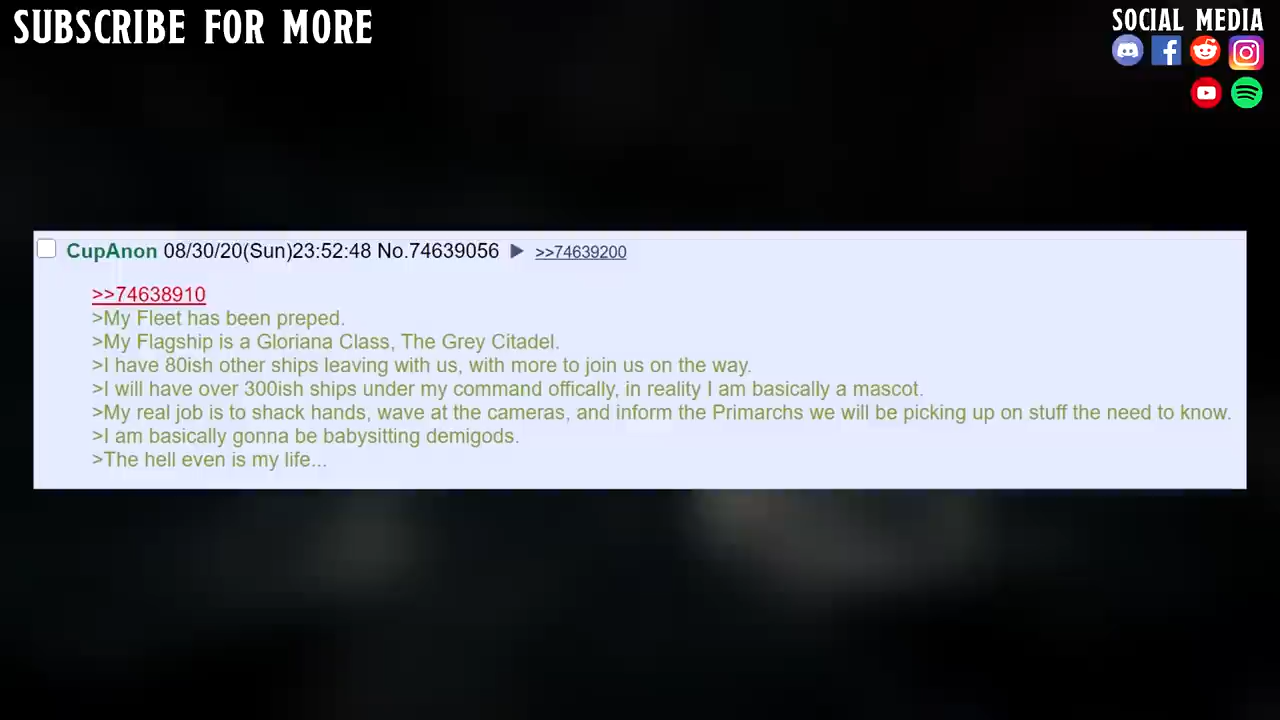 SUBSCRIBE FOR MORE
SOCIAL MEDIA
CupAnon 08/30/20(Sun)23:52:48 No.74639056 ▶ >>74639200
>>74638910
>My Fleet has been preped.
>My Flagship is a Gloriana Class, The Grey Citadel.
>I have 80ish other ships leaving with us, with more to join us on the way.
>I will have over 300ish ships under my command offically, in reality I am basically a mascot.
>My real job is to shack hands, wave at the cameras, and inform the Primarchs we will be picking up on stuff the need to know.
>I am basically gonna be babysitting demigods.
>The hell even is my life...